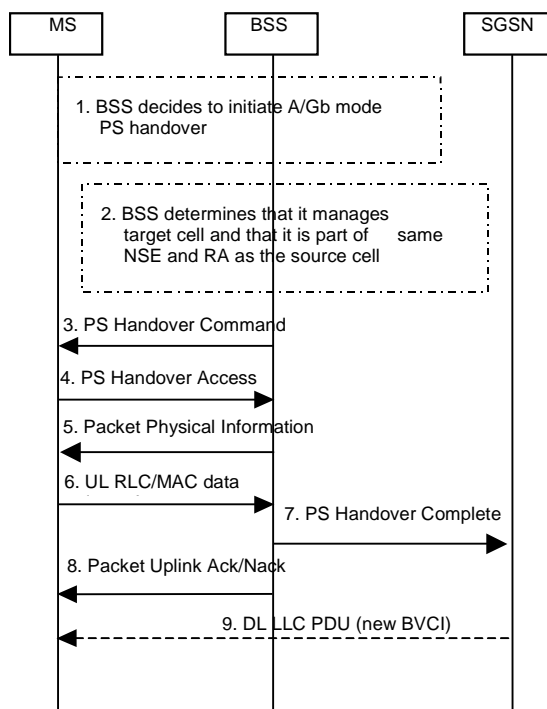 MS
BSS
SGSN
1. BSS decides to initiate A/Gb mode
PS handover
2. BSS determines that it manages
target cell and that it is part of same
NSE and RA as the source cell
3. PS Handover Command
4. PS Handover Access
5. Packet Physical Information
6. UL RLC/MAC data
7. PS Handover Complete
8. Packet Uplink Ack/Nack
9. DL LLC PDU (new BVCI)